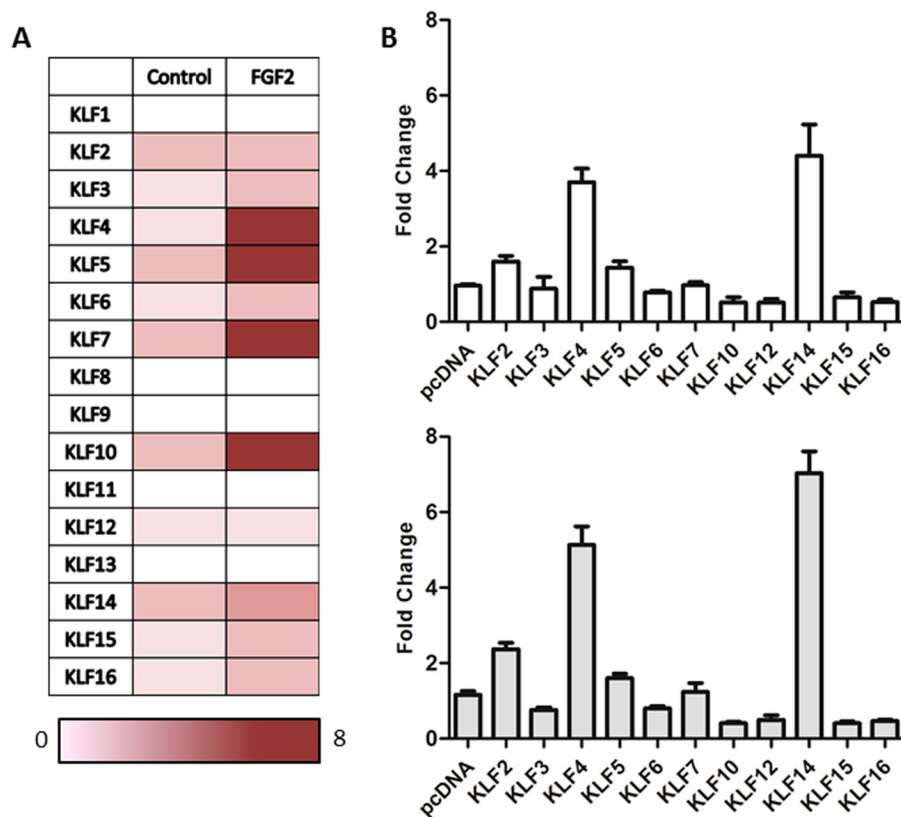 A
Control FGF2
KLF1
KLF2
KLF3
KLF4
KLF5
KLF6
KLF7
KLF8
KLF9
KLF10
KLF11
KLF12
KLF13
KLF14
KLF15
KLF16
0 8
B
8
6
4
2
0
Fold Change
pcDNA KLF2 KLF3 KLF4 KLF5 KLF6 KLF7 KLF10 KLF12 KLF14 KLF15 KLF16
8
6
4
2
0
Fold Change
pcDNA KLF2 KLF3 KLF4 KLF5 KLF6 KLF7 KLF10 KLF12 KLF14 KLF15 KLF16